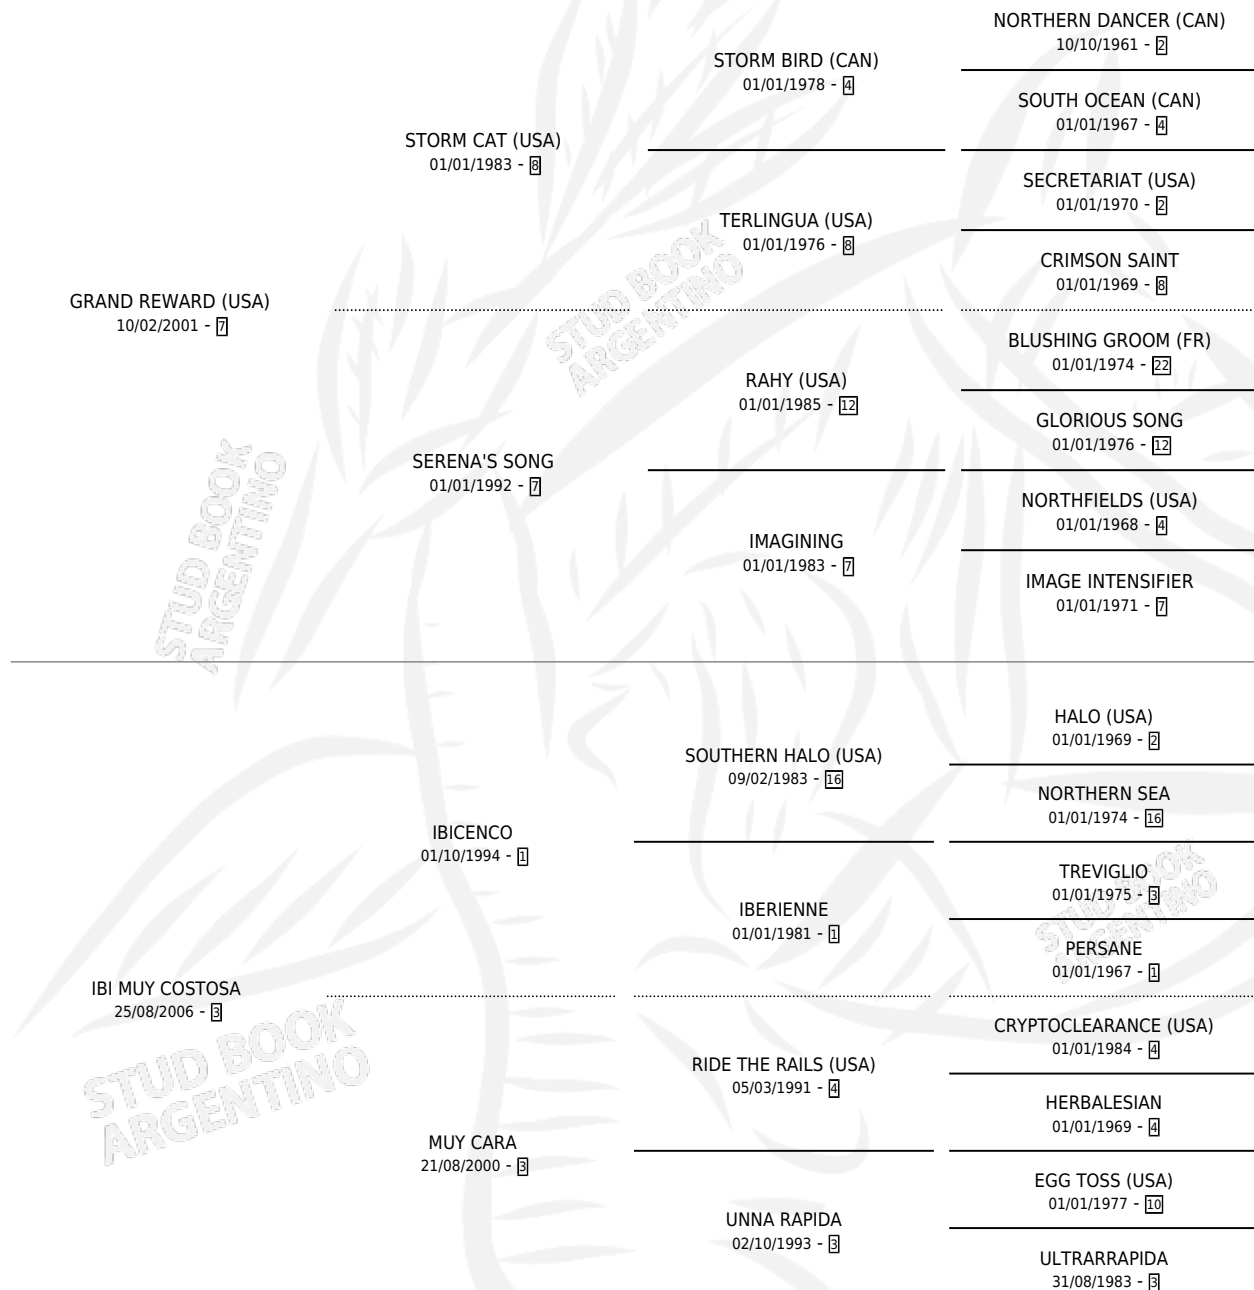 NORTHERN DANCER (CAN)
10/10/1961 - 2
STORM BIRD (CAN)
01/01/1978 - 4
SOUTH OCEAN (CAN)
01/01/1967 - 4
STORM CAT (USA)
01/01/1983 - 8
SECRETARIAT (USA)
01/01/1970 - 2
TERLINGUA (USA)
01/01/1976 - 8
CRIMSON SAINT
01/01/1969 - 8
GRAND REWARD (USA)
10/02/2001 - 7
BLUSHING GROOM (FR)
01/01/1974 - 22
RAHY (USA)
01/01/1985 - 12
GLORIOUS SONG
01/01/1976 - 12
SERENA'S SONG
01/01/1992 - 7
NORTHFIELDS (USA)
01/01/1968 - 4
IMAGINING
01/01/1983 - 7
IMAGE INTENSIFIER
01/01/1971 - 7
HALO (USA)
01/01/1969 - 2
SOUTHERN HALO (USA)
09/02/1983 - 16
NORTHERN SEA
01/01/1974 - 16
IBICENCO
01/10/1994 - 1
TREVIGLIO
01/01/1975 - 3
IBERIENNE
01/01/1981 - 1
PERSANE
01/01/1967 - 1
IBI MUY COSTOSA
25/08/2006 - 3
CRYPTOCLEARANCE (USA)
01/01/1984 - 4
RIDE THE RAILS (USA)
05/03/1991 - 4
HERBALESIAN
01/01/1969 - 4
MUY CARA
21/08/2000 - 3
EGG TOSS (USA)
01/01/1977 - 10
UNNA RAPIDA
02/10/1993 - 3
ULTRARRAPIDA
31/08/1983 - 3
STUD BOOK
ARGENTINO
STUD BOOK
ARGENTINO
STUD BOOK
ARGENTINO
STUD BOOK
ARGENTINO